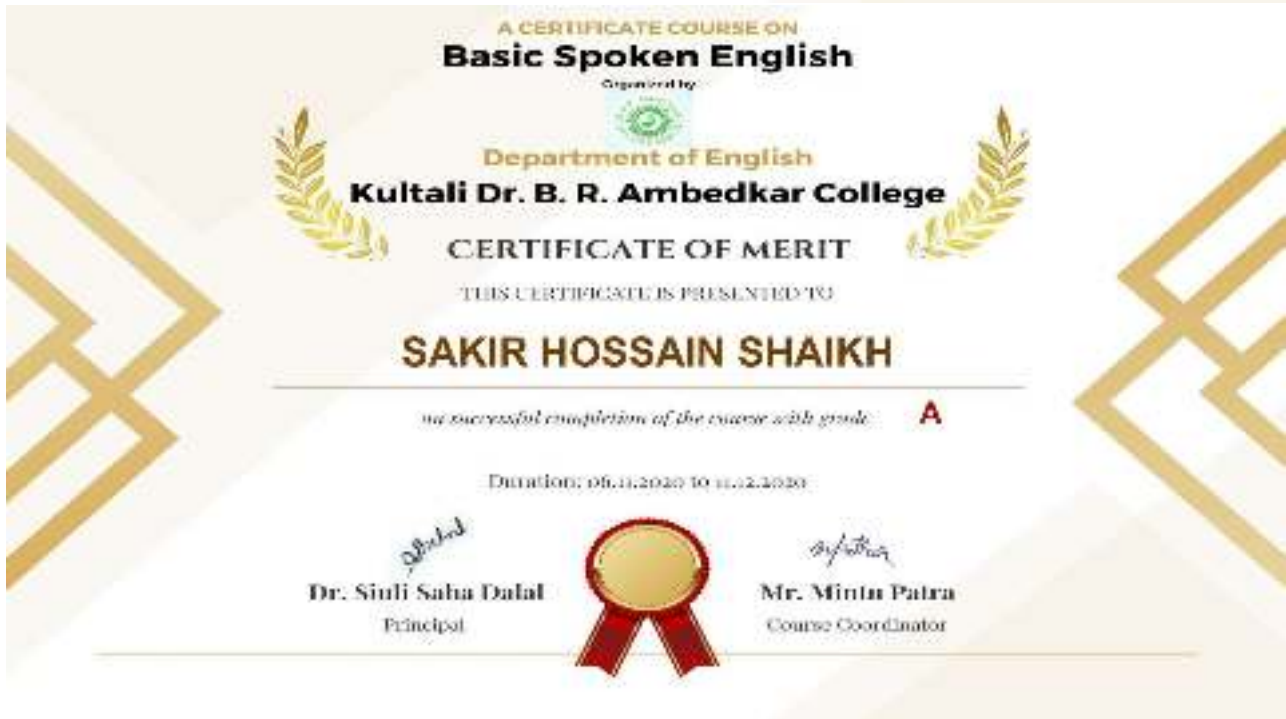 A CERTIFICATE COURSE ON
Basic Spoken English
Organized by
Department of English
Kultali Dr. B. R. Ambedkar College
CERTIFICATE OF MERIT
THIS CERTIFICATE IS PRESENTED TO
SAKIR HOSSAIN SHAIKH
on successful completion of the course with grade A
Duration: 06.11.2020 to 11.12.2020
Dr. Siuli Saha Dalal
Principal
Mr. Mintu Patra
Course Coordinator